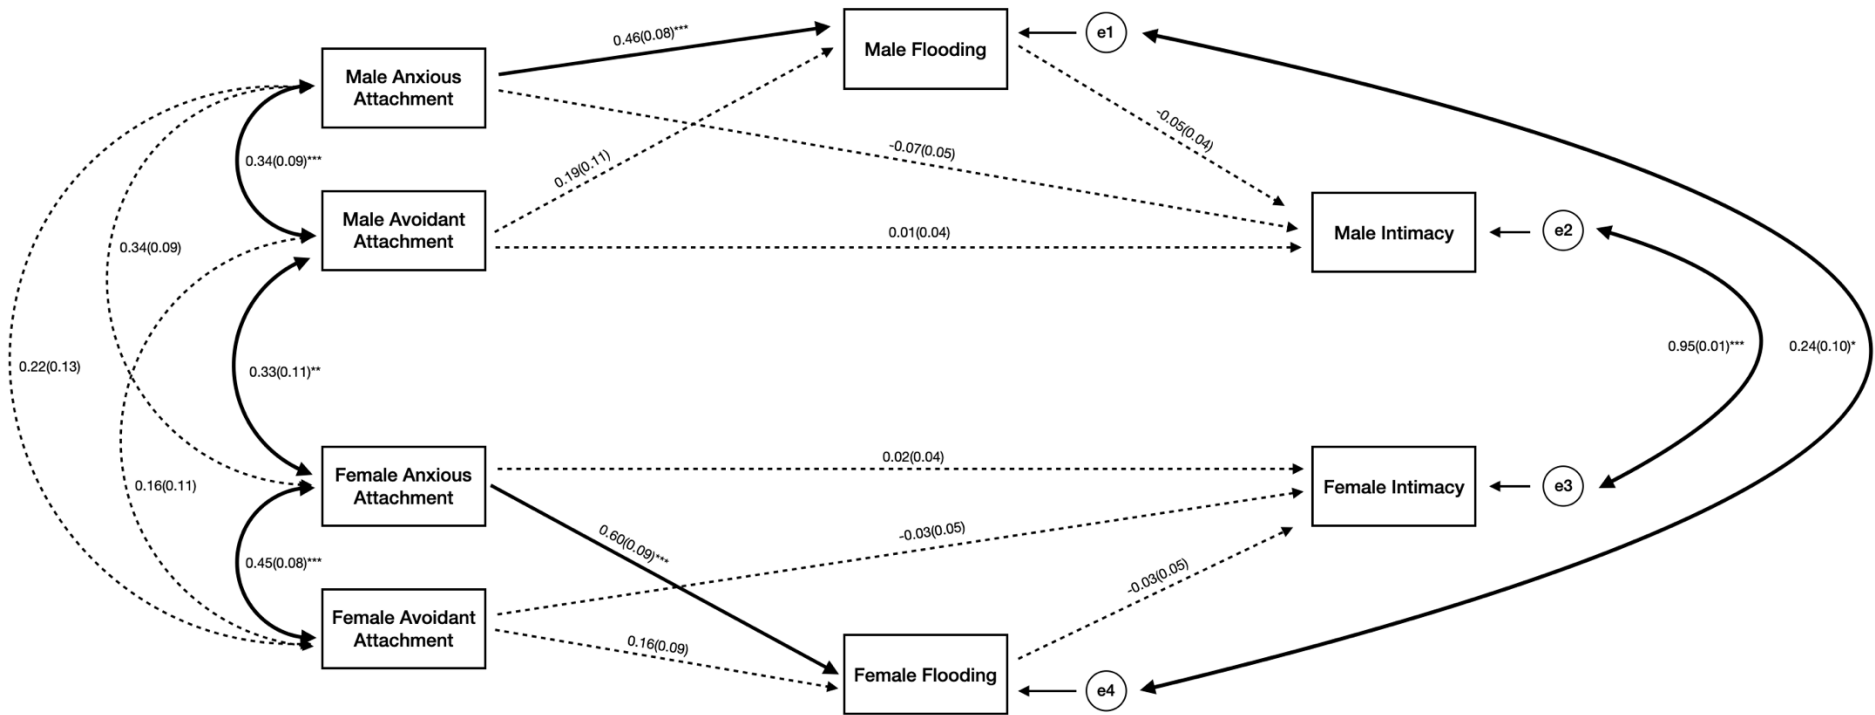 0.46(0.08)***
Male Flooding
e1
Male Anxious
Attachment
-0.05(0.04)
0.34(0.09)***
-0.07(0.05)
0.19(0.11)
Male Avoidant
Attachment
0.01(0.04)
Male Intimacy
e2
0.34(0.09)
0.22(0.13)
0.33(0.11)**
0.95(0.01)***
0.24(0.10)*
Female Anxious
Attachment
0.02(0.04)
Female Intimacy
e3
0.16(0.11)
0.60(0.09)***
-0.03(0.05)
0.45(0.08)***
-0.03(0.05)
Female Avoidant
Attachment
0.16(0.09)
Female Flooding
e4